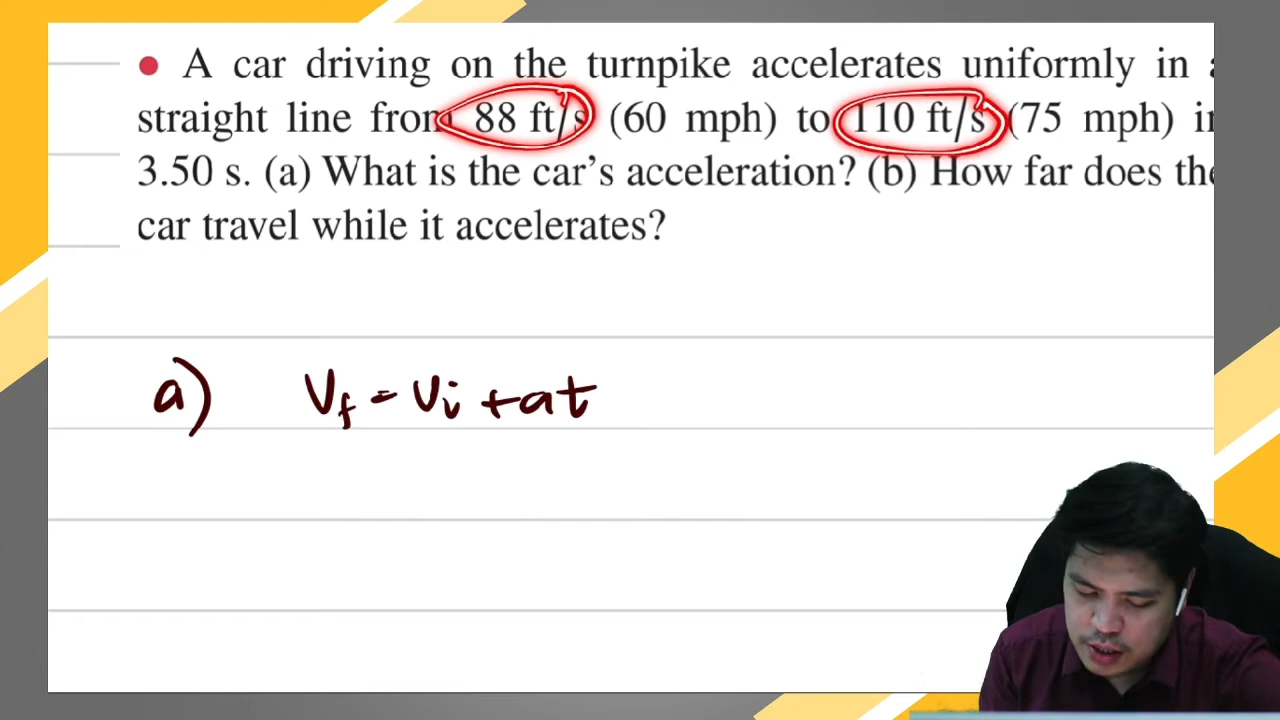 • A car driving on the turnpike accelerates uniformly in
straight line from 88 ft/s (60 mph) to 110 ft/s (75 mph)
3.50 s. (a) What is the car's acceleration? (b) How far does
car travel while it accelerates?
a) Vf = Vi + at